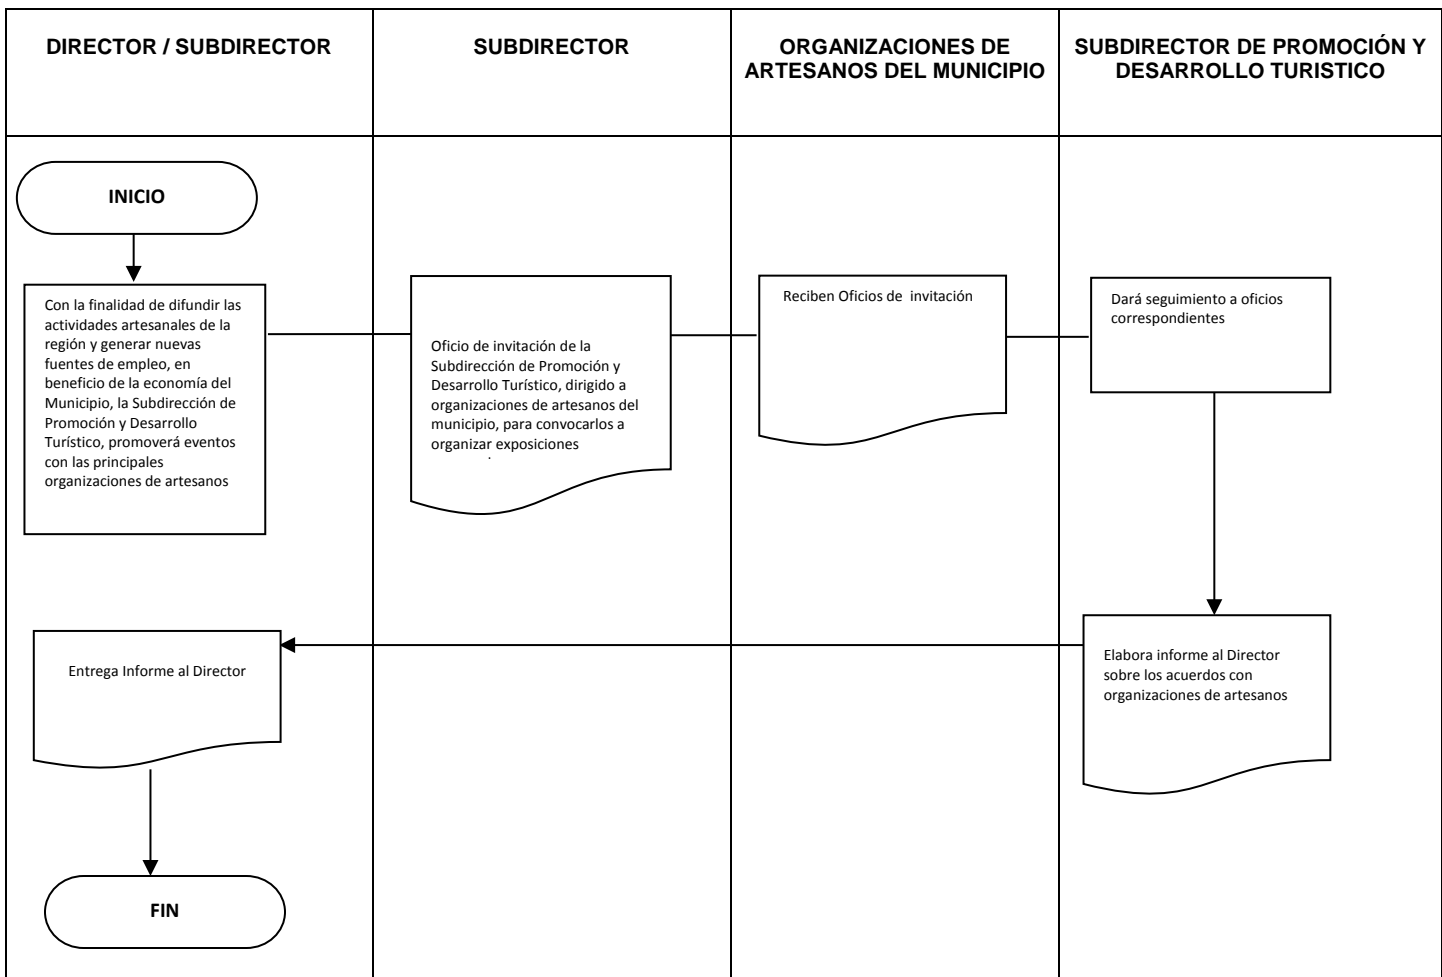 DIRECTOR / SUBDIRECTOR
SUBDIRECTOR
ORGANIZACIONES DE
ARTESANOS DEL MUNICIPIO
SUBDIRECTOR DE PROMOCIÓN Y
DESARROLLO TURISTICO
INICIO
Con la finalidad de difundir las
actividades artesanales de la
región y generar nuevas
fuentes de empleo, en
beneficio de la economía del
Municipio, la Subdirección de
Promoción y Desarrollo
Turístico, promoverá eventos
con las principales
organizaciones de artesanos
Oficio de invitación de la
Subdirección de Promoción y
Desarrollo Turístico, dirigido a
organizaciones de artesanos del
municipio, para convocarlos a
organizar exposiciones
Reciben Oficios de invitación
Dará seguimiento a oficios
correspondientes
Entrega Informe al Director
Elabora informe al Director
sobre los acuerdos con
organizaciones de artesanos
FIN